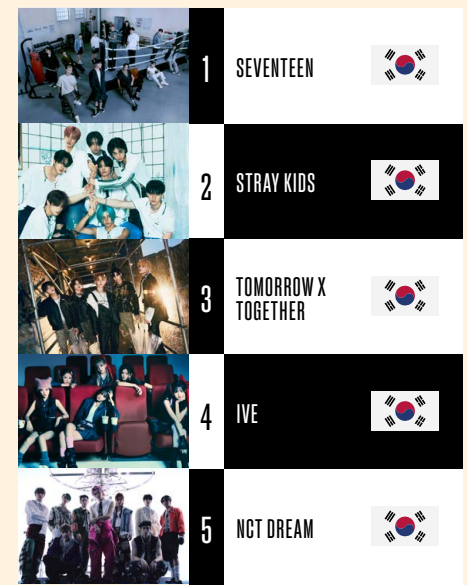 1
SEVENTEEN
2
STRAY KIDS
3
TOMORROW X
TOGETHER
4
IVE
5
NCT DREAM